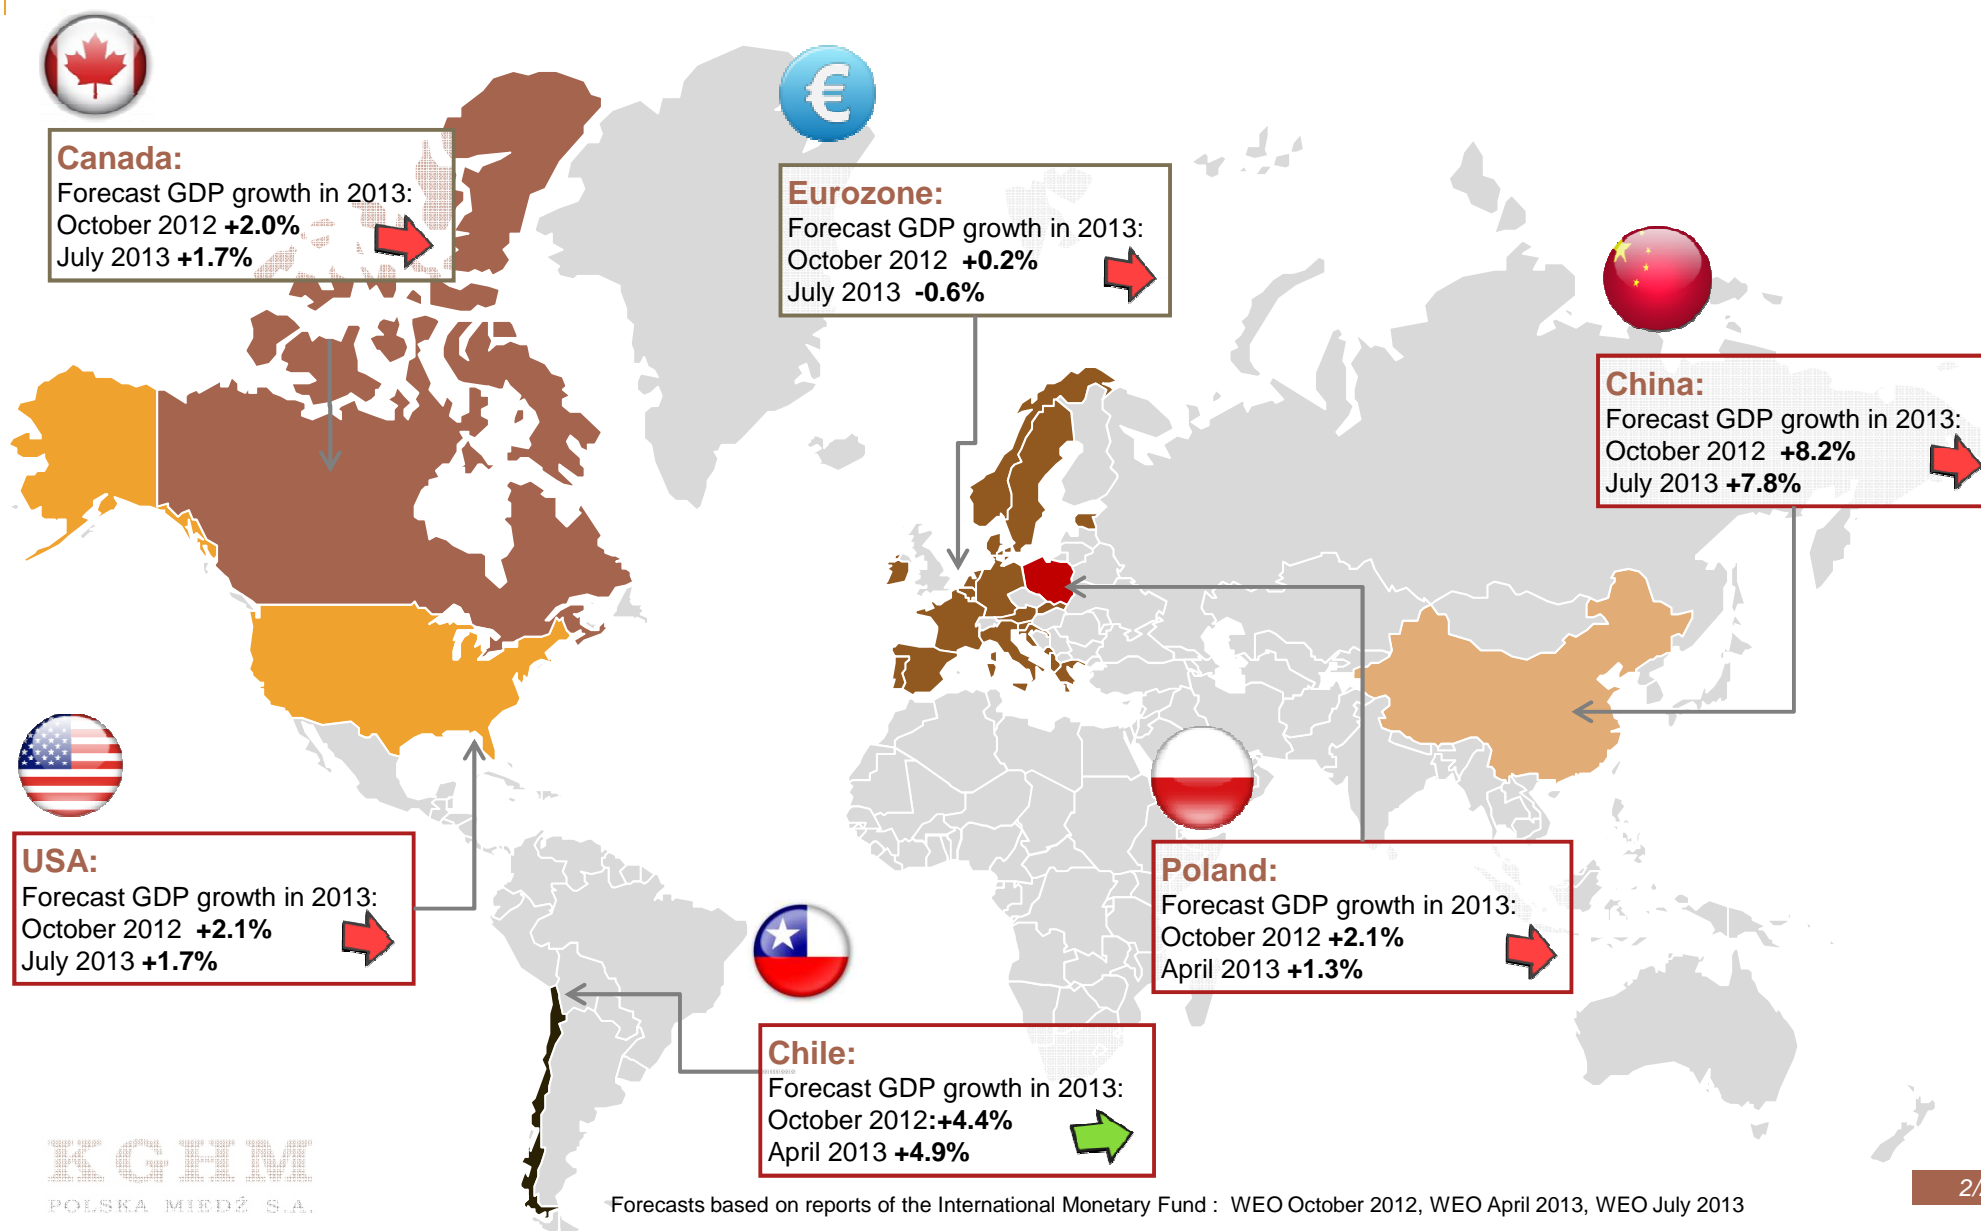 Canada:
Forecast GDP growth in 2013:
October 2012 +2.0%
July 2013 +1.7%
€
Eurozone:
Forecast GDP growth in 2013:
October 2012 +0.2%
July 2013 -0.6%
China:
Forecast GDP growth in 2013:
October 2012 +8.2%
July 2013 +7.8%
USA:
Forecast GDP growth in 2013:
October 2012 +2.1%
July 2013 +1.7%
Poland:
Forecast GDP growth in 2013:
October 2012 +2.1%
April 2013 +1.3%
Chile:
Forecast GDP growth in 2013:
October 2012:+4.4%
April 2013 +4.9%
KGHM
POLSKA MIEDŹ S.A.
Forecasts based on reports of the International Monetary Fund : WEO October 2012, WEO April 2013, WEO July 2013
2/